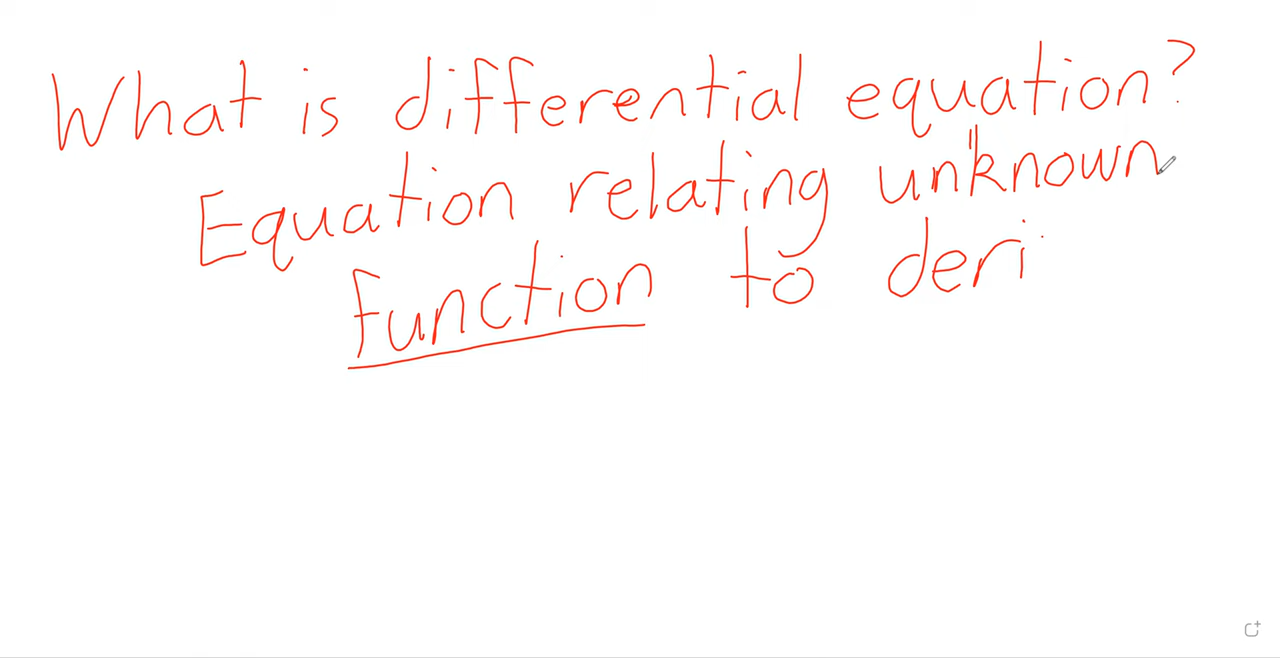 What is differential equation?
Equation relating unknown
function to deri